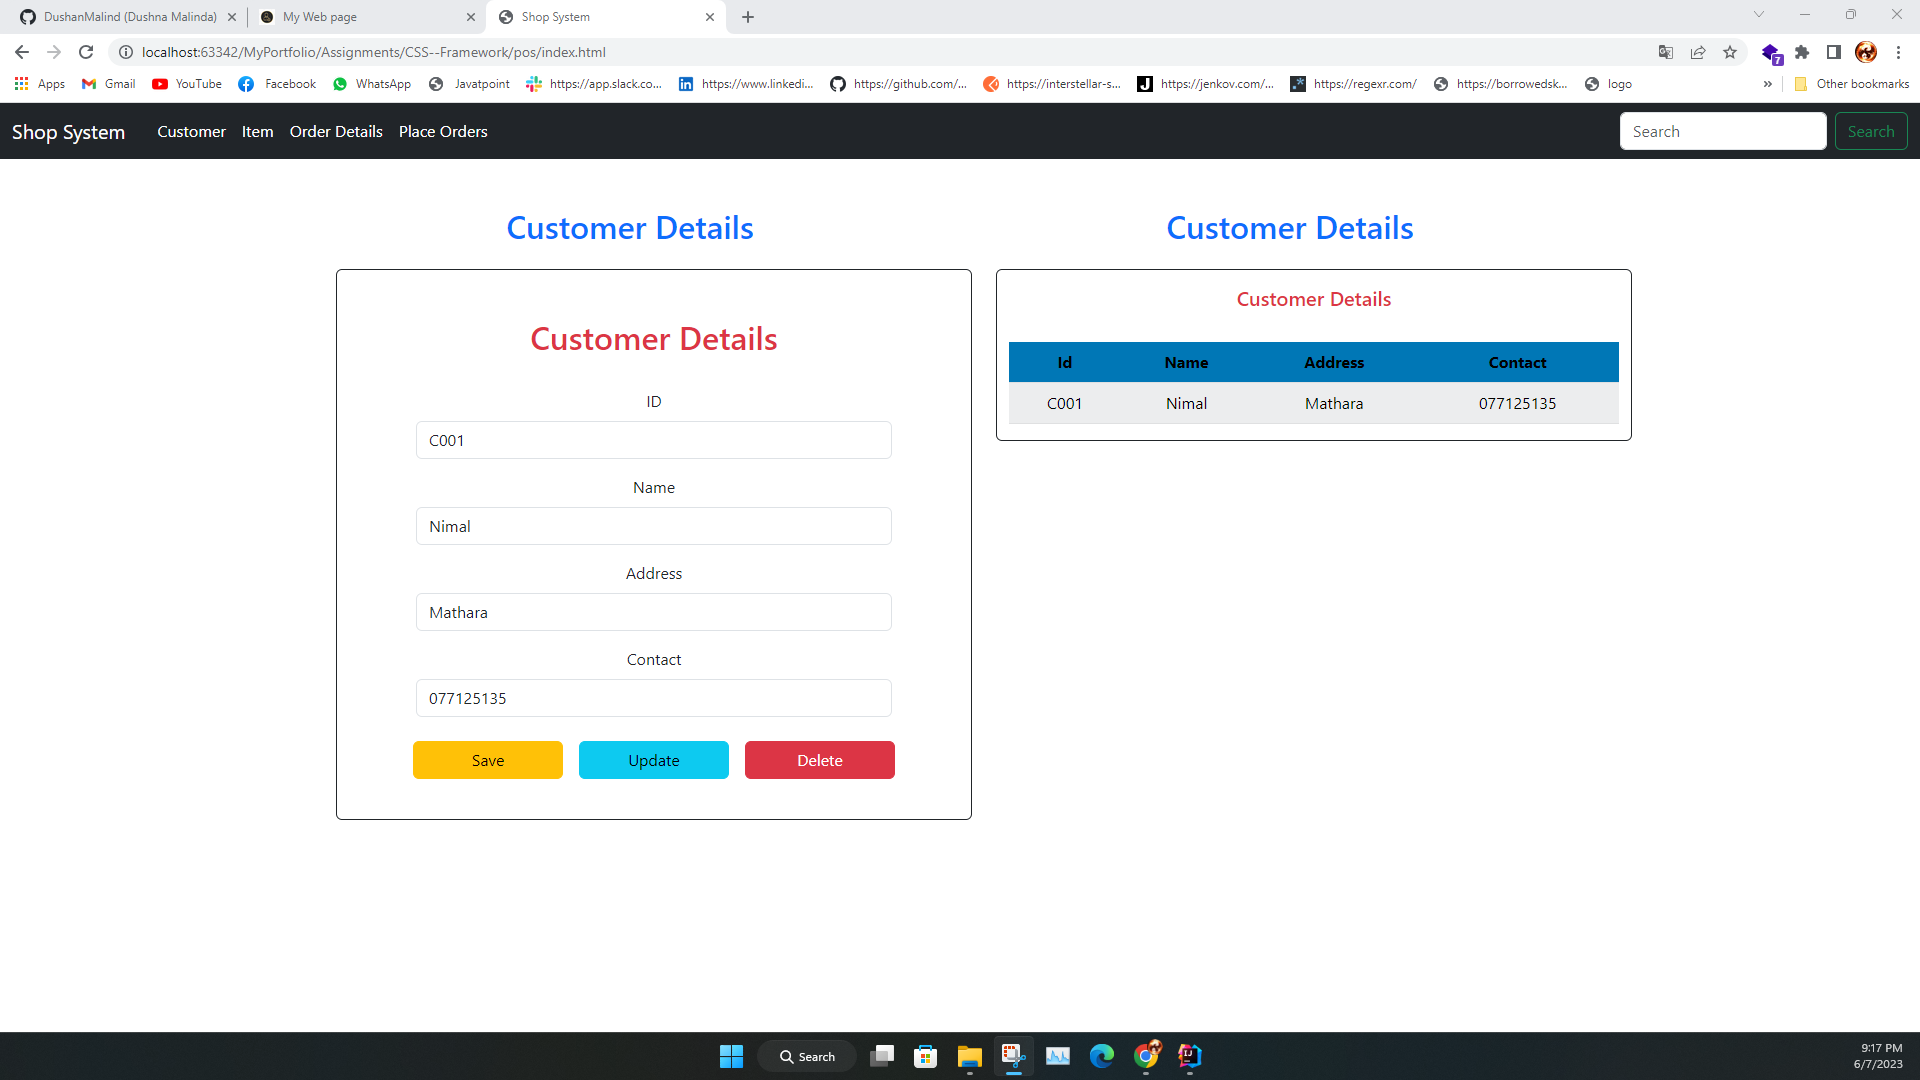 DushanMalind (Dushna Malinda)
My Web page
Shop System
localhost:63342/MyPortfolio/Assignments/CSS--Framework/pos/index.html
7
Apps
Gmail
YouTube
Facebook
WhatsApp
Javatpoint
https://app.slack.co...
https://www.linkedi...
https://github.com/...
https://interstellar-s...
https://jenkov.com/...
https://regexr.com/
https://borrowedsk...
logo
»
Other bookmarks
Shop System
Customer
Item
Order Details
Place Orders
Search
Search
Customer Details
Customer Details
ID
C001
Name
Nimal
Address
Mathara
Contact
077125135
Save
Update
Delete
Customer Details
Customer Details
Id Name Address Contact
C001 Nimal Mathara 077125135
Search
9:17 PM
6/7/2023